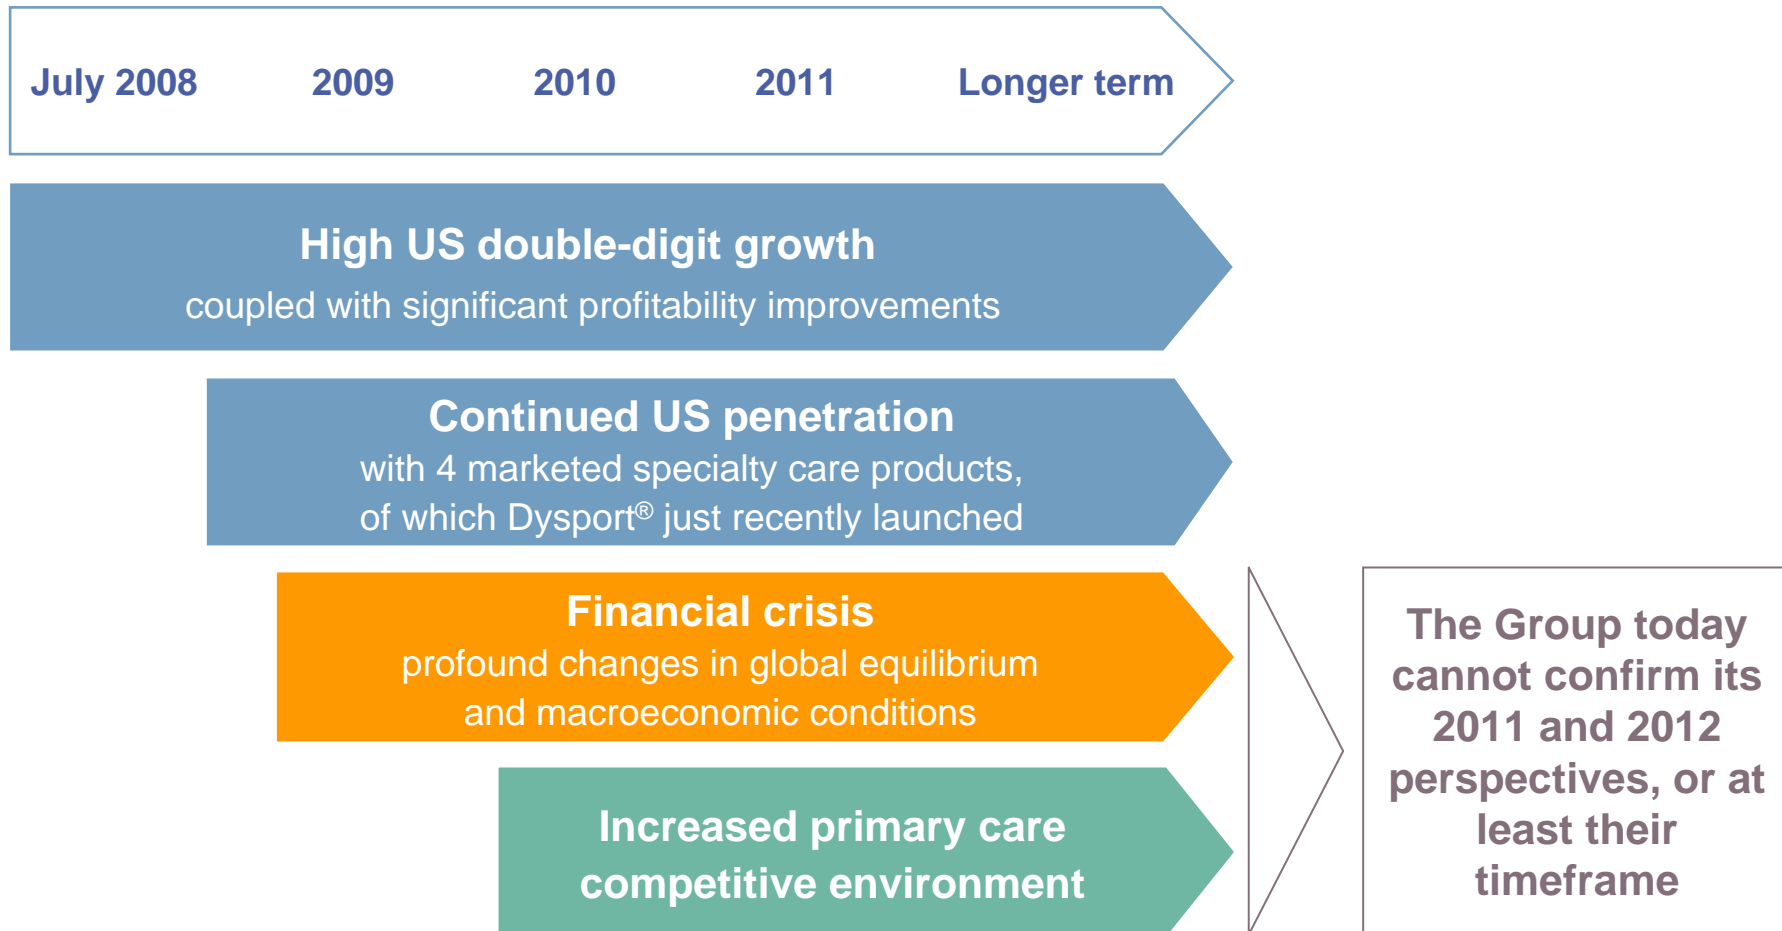 July 2008 2009 2010 2011 Longer term
High US double-digit growth
coupled with significant profitability improvements
Continued US penetration
with 4 marketed specialty care products,
of which Dysport® just recently launched
Financial crisis
profound changes in global equilibrium
and macroeconomic conditions
Increased primary care
competitive environment
The Group today
cannot confirm its
2011 and 2012
perspectives, or at
least their
timeframe